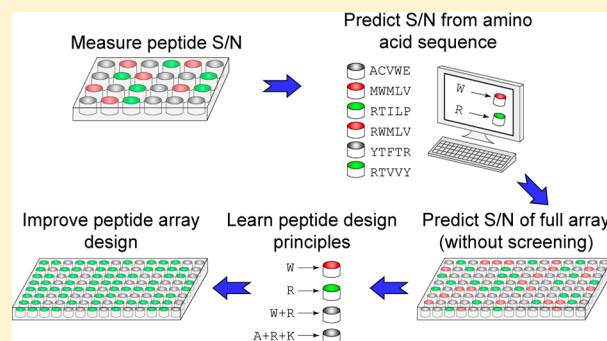 Measure peptide S/N
Predict S/N from amino
acid sequence
ACVWE
MWMLV
RTILP
RWMLV
YTFTR
RTVVY
W
R
Predict S/N of full array
(without screening)
Learn peptide design
principles
W
R
W+R
A+R+K
Improve peptide array
design